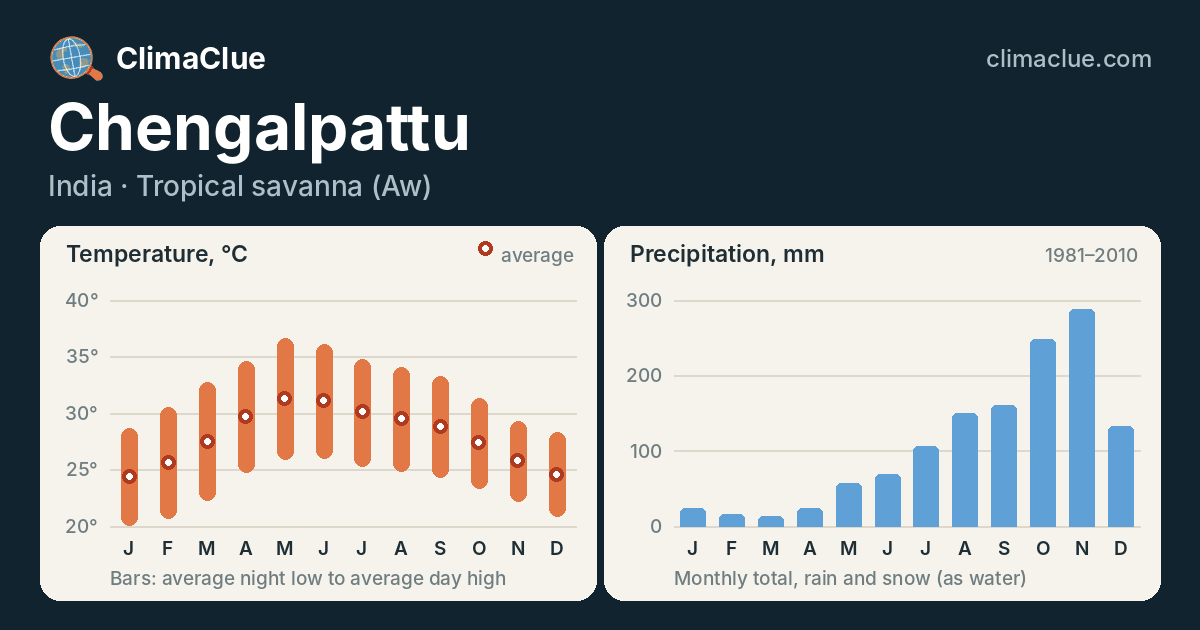 ClimaClue
climaclue.com
Chengalpattu
India · Tropical savanna (Aw)
Temperature, °C
average
40°
35°
30°
25°
20°
J F M A M J J A S O N D
Bars: average night low to average day high
Precipitation, mm
1981–2010
300
200
100
0
J F M A M J J A S O N D
Monthly total, rain and snow (as water)